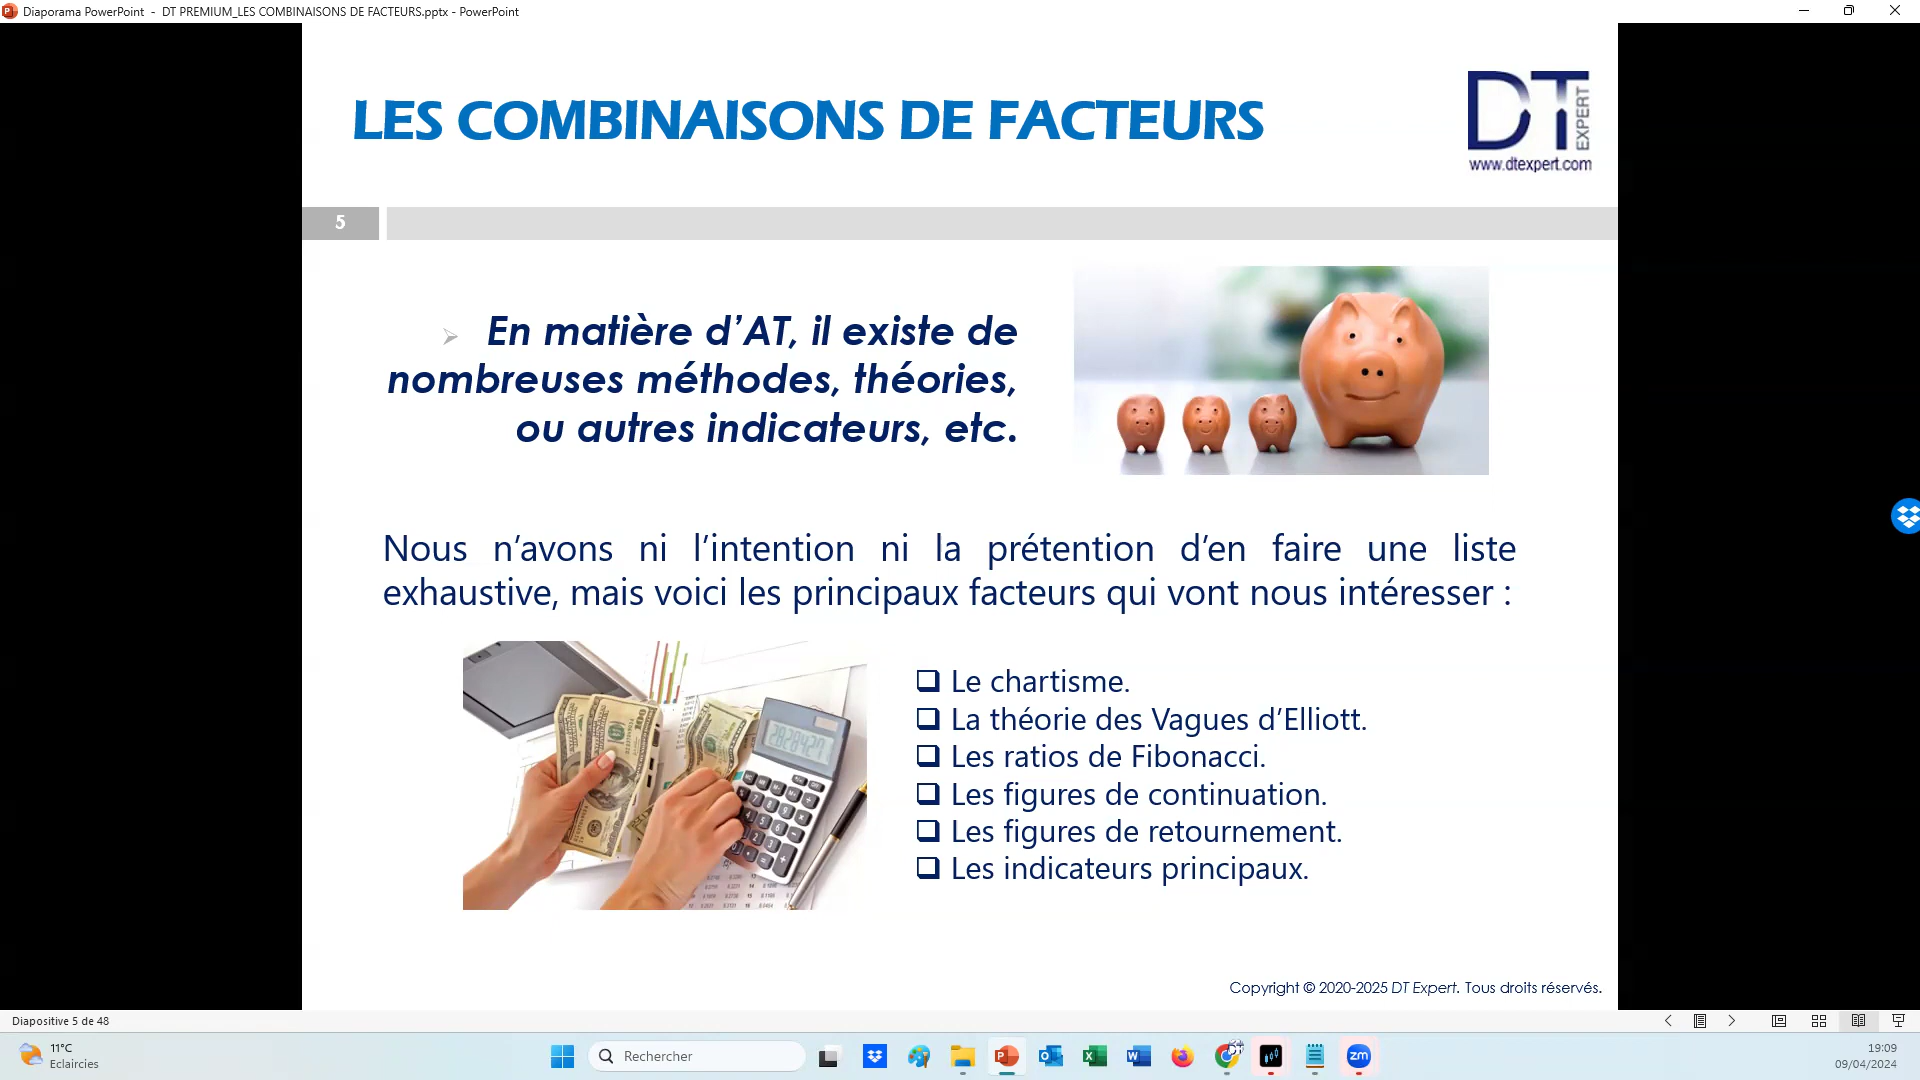 Diaporama PowerPoint - DT PREMIUM_LES COMBINAISONS DE FACTEURS.pptx - PowerPoint
LES COMBINAISONS DE FACTEURS
DT EXPERT
www.dtexpert.com
5
En matière d’AT, il existe de
nombreuses méthodes, théories,
ou autres indicateurs, etc.
Nous n’avons ni l’intention ni la prétention d’en faire une liste
exhaustive, mais voici les principaux facteurs qui vont nous intéresser :
Le chartisme.
La théorie des Vagues d’Elliott.
Les ratios de Fibonacci.
Les figures de continuation.
Les figures de retournement.
Les indicateurs principaux.
Copyright © 2020-2025 DT Expert. Tous droits réservés.
Diapositive 5 de 48
11°C
Eclaircies
Rechercher
zm
19:09
09/04/2024